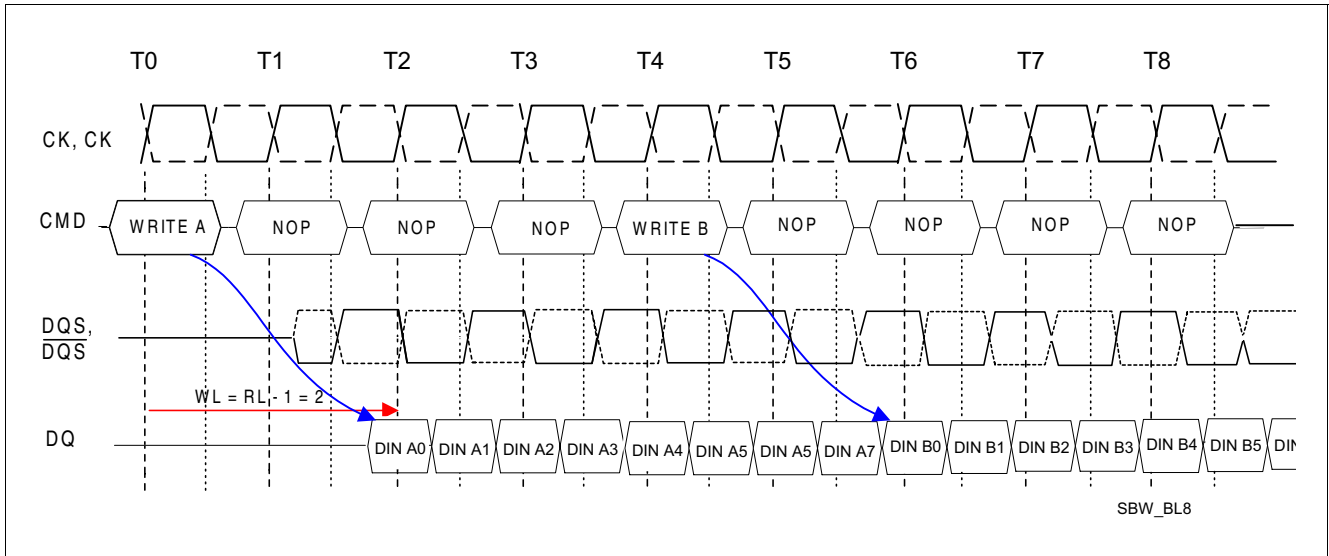 T0 T1 T2 T3 T4 T5 T6 T7 T8
CK, CK
CMD WRITE A NOP NOP NOP WRITE B NOP NOP NOP NOP
DQS,
DQS
WL = RL - 1 = 2
DQ DIN A0 DIN A1 DIN A2 DIN A3 DIN A4 DIN A5 DIN A5 DIN A7 DIN B0 DIN B1 DIN B2 DIN B3 DIN B4 DIN B5 DIN
SBW_BL8